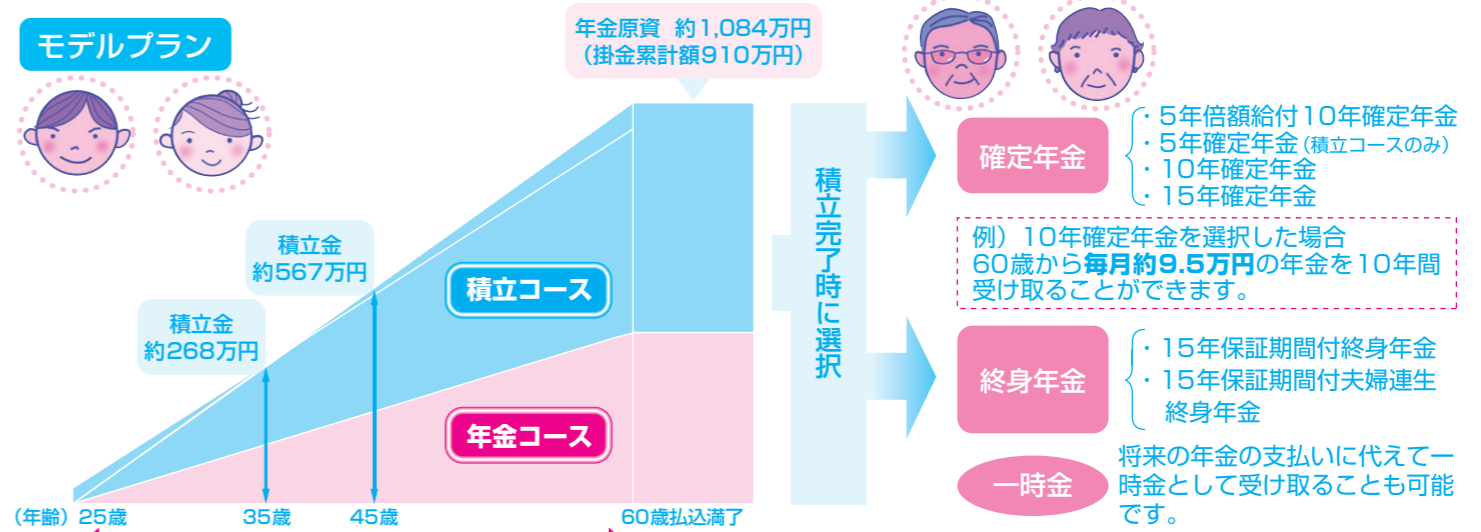 モデルプラン
年金原資 約1,084万円
(掛金累計額910万円)
積立金
約567万円
積立金
約268万円
積立コース
年金コース
(年齢)25歳
35歳
45歳
60歳払込満了
積立完了時に選択
確定年金
・5年倍額給付10年確定年金
・5年確定年金(積立コースのみ)
・10年確定年金
・15年確定年金
例)10年確定年金を選択した場合
60歳から毎月約9.5万円の年金を10年間
受け取ることができます。
終身年金
・15年保証期間付終身年金
・15年保証期間付夫婦連生
終身年金
一時金
将来の年金の支払いに代えて一
時金として受け取ることも可能
です。